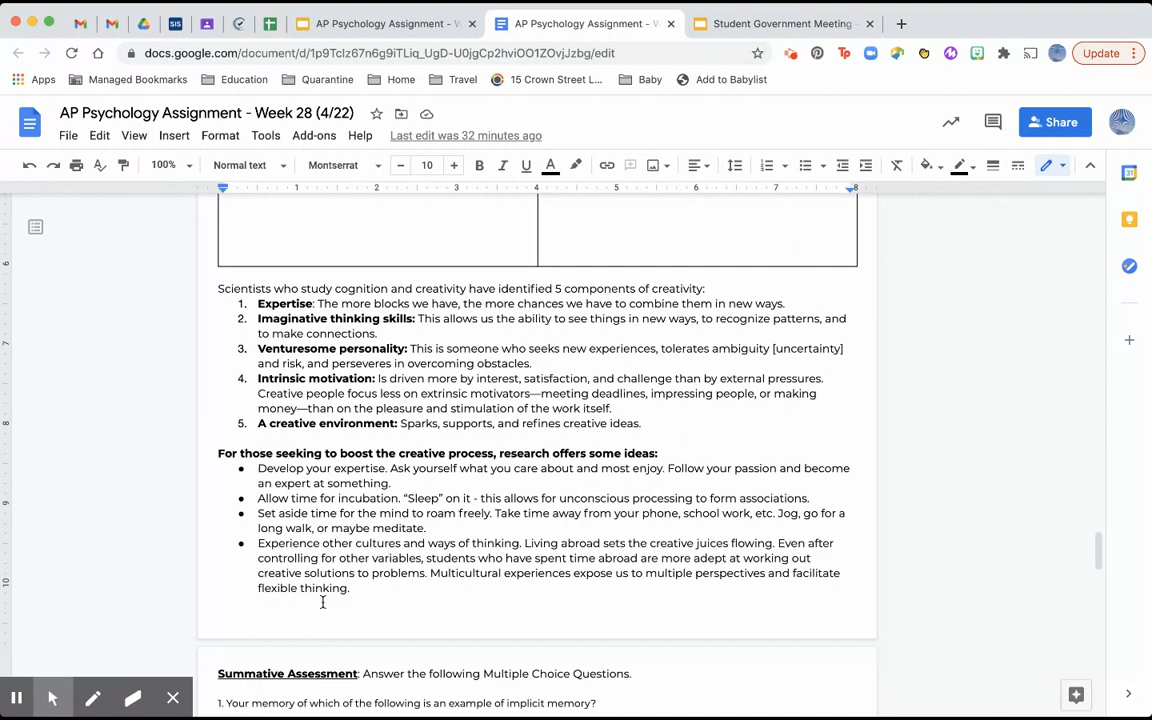 AP Psychology Assignment - W
AP Psychology Assignment - W
Student Government Meeting -
docs.google.com/document/d/1p9Tclz67n6g9iTLiq_UgD-U0jgCp2hviOO1ZOvjJzbg/edit
Update
Apps
Managed Bookmarks
Education
Quarantine
Home
Travel
15 Crown Street L...
Baby
Add to Babylist
AP Psychology Assignment - Week 28 (4/22)
File Edit View Insert Format Tools Add-ons Help Last edit was 32 minutes ago
Share
100% Normal text Montserrat 10
1 2 3 4 5 6 7 8
Scientists who study cognition and creativity have identified 5 components of creativity:
1. Expertise: The more blocks we have, the more chances we have to combine them in new ways.
2. Imaginative thinking skills: This allows us the ability to see things in new ways, to recognize patterns, and
to make connections.
3. Venturesome personality: This is someone who seeks new experiences, tolerates ambiguity [uncertainty]
and risk, and perseveres in overcoming obstacles.
4. Intrinsic motivation: Is driven more by interest, satisfaction, and challenge than by external pressures.
Creative people focus less on extrinsic motivators—meeting deadlines, impressing people, or making
money—than on the pleasure and stimulation of the work itself.
5. A creative environment: Sparks, supports, and refines creative ideas.
For those seeking to boost the creative process, research offers some ideas:
● Develop your expertise. Ask yourself what you care about and most enjoy. Follow your passion and become
an expert at something.
● Allow time for incubation. “Sleep” on it - this allows for unconscious processing to form associations.
● Set aside time for the mind to roam freely. Take time away from your phone, school work, etc. Jog, go for a
long walk, or maybe meditate.
● Experience other cultures and ways of thinking. Living abroad sets the creative juices flowing. Even after
controlling for other variables, students who have spent time abroad are more adept at working out
creative solutions to problems. Multicultural experiences expose us to multiple perspectives and facilitate
flexible thinking.
Summative Assessment: Answer the following Multiple Choice Questions.
1. Your memory of which of the following is an example of implicit memory?